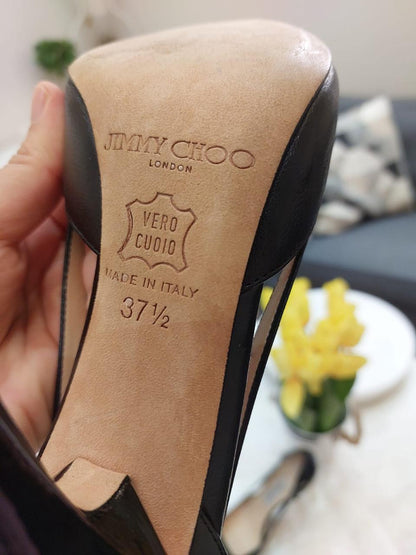 JIMMY CHOO
LONDON
VERO
CUOIO
MADE IN ITALY
37½